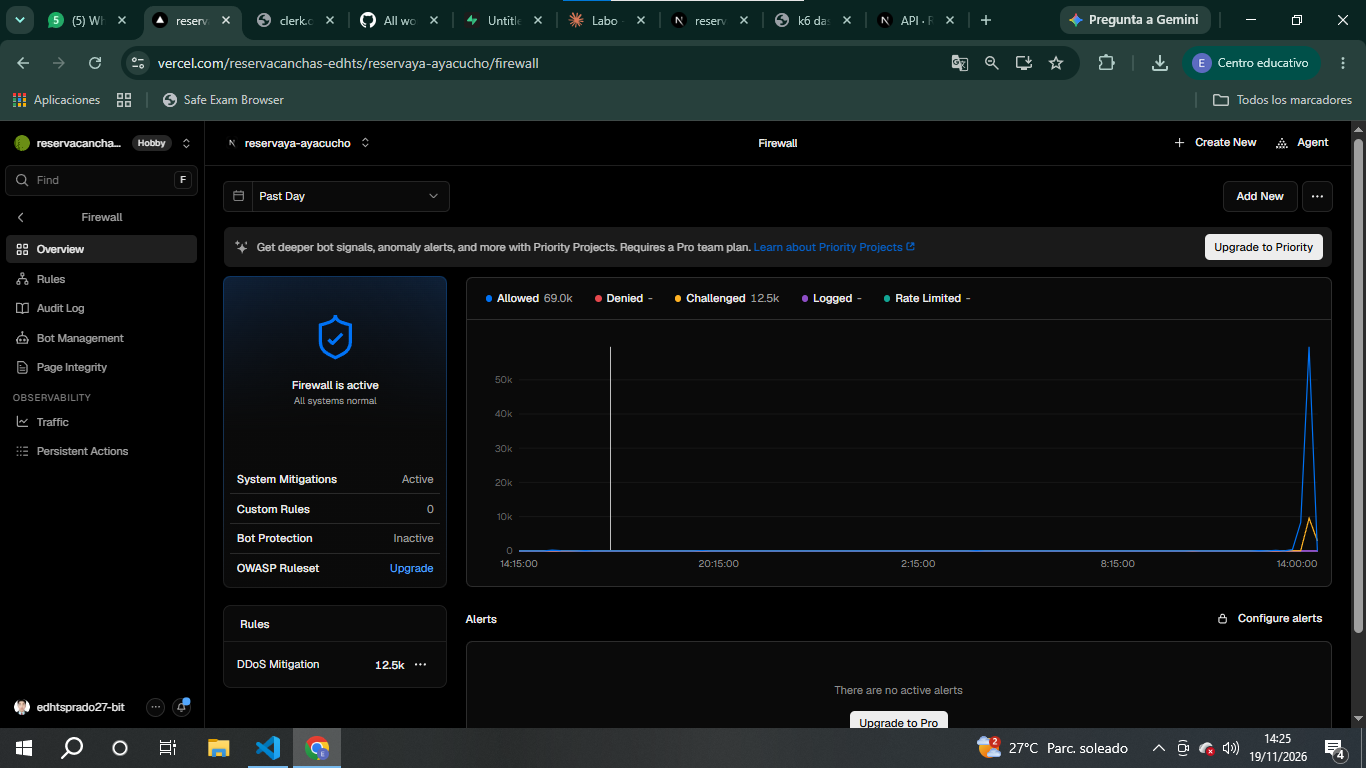 (5) W
reserv
clerk.c
All wo
Untitle
Labo
reserv
k6 das
API · R
Pregunta a Gemini
vercel.com/reservacanchas-edhts/reservaya-ayacucho/firewall
E Centro educativo
Aplicaciones
Safe Exam Browser
Todos los marcadores
reservacancha... Hobby
reservaya-ayacucho
Firewall
Create New
Agent
Find F
Past Day
Add New
Firewall
Overview
Get deeper bot signals, anomaly alerts, and more with Priority Projects. Requires a Pro team plan. Learn about Priority Projects
Upgrade to Priority
Rules
Audit Log
Bot Management
Page Integrity
OBSERVABILITY
Traffic
Persistent Actions
Firewall is active
All systems normal
System Mitigations Active
Custom Rules 0
Bot Protection Inactive
OWASP Ruleset Upgrade
Allowed 69.0k Denied - Challenged 12.5k Logged - Rate Limited -
50k
40k
30k
20k
10k
0
14:15:00 20:15:00 2:15:00 8:15:00 14:00:00
Rules
DDoS Mitigation 12.5k
Alerts
Configure alerts
There are no active alerts
Upgrade to Pro
edhtsprado27-bit
2
27°C Parc. soleado
14:25
19/11/2026
4